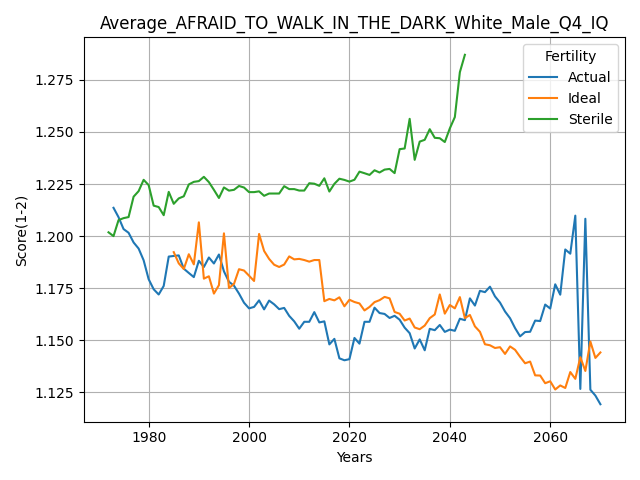 Average_AFRAID_TO_WALK_IN_THE_DARK_White_Male_Q4_IQ
Fertility
Actual
Ideal
Sterile
Score(1-2)
1.275
1.250
1.225
1.200
1.175
1.150
1.125
1980
2000
2020
2040
2060
Years